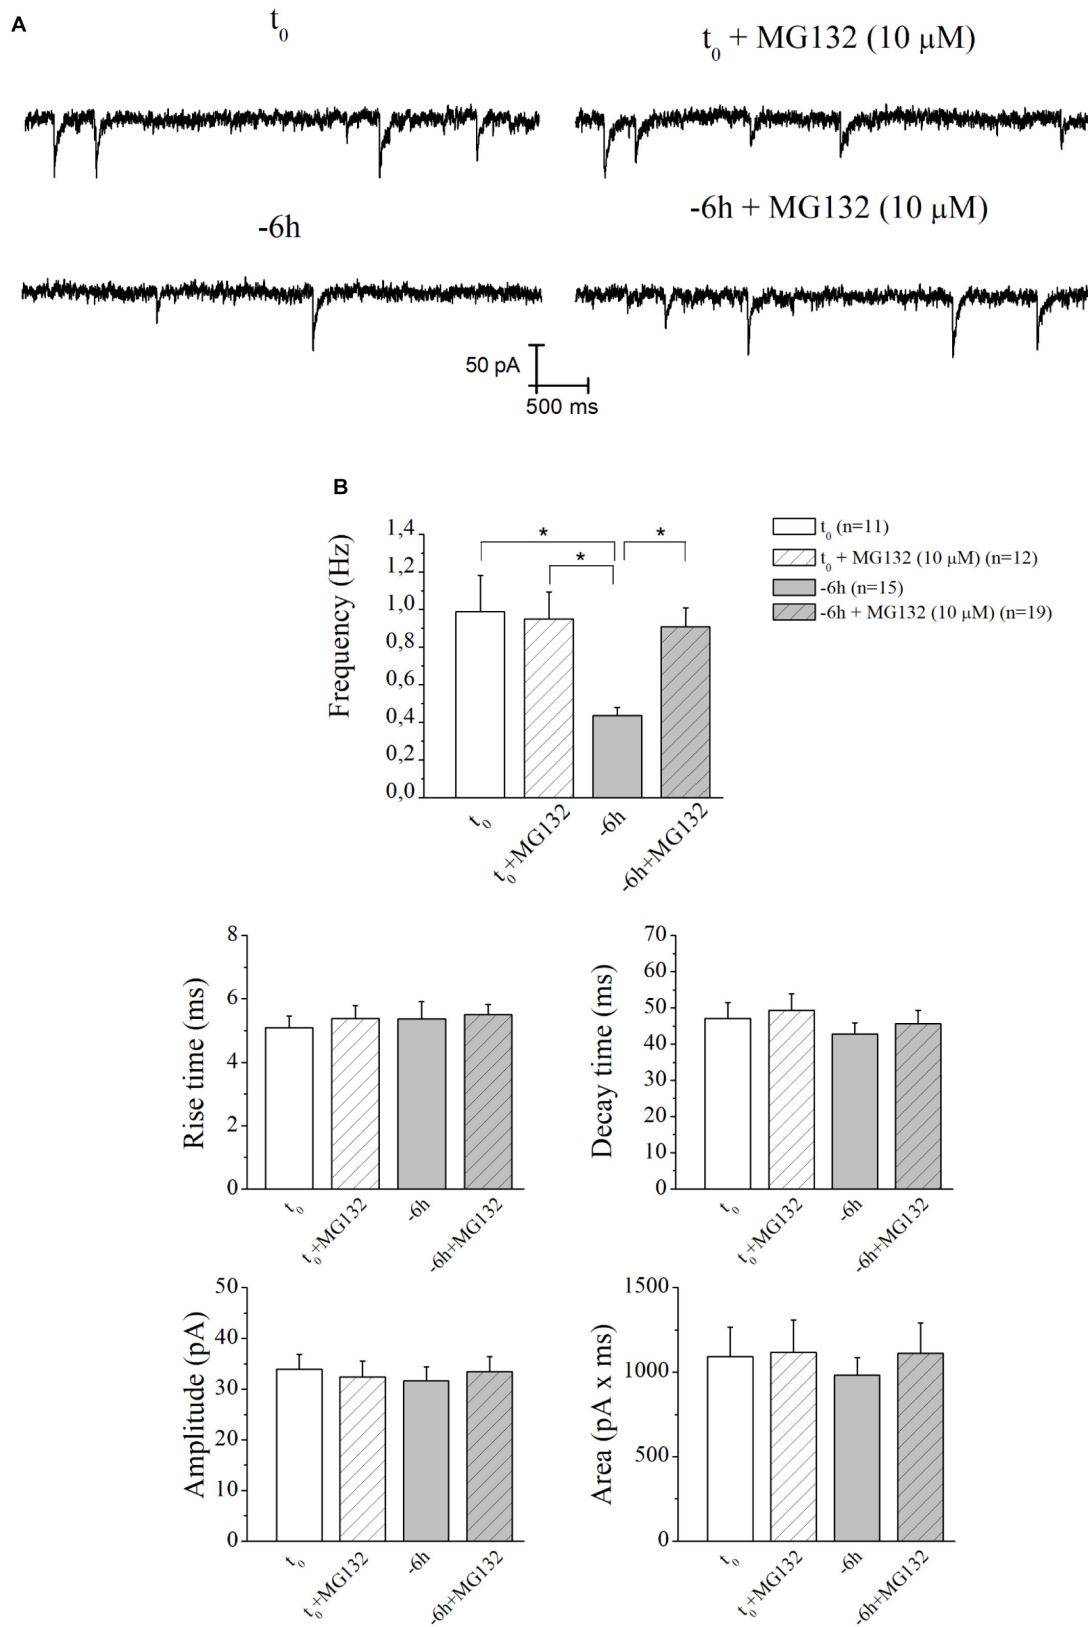 A
t0
t0 + MG132 (10 μM)
-6h
-6h + MG132 (10 μM)
50 pA
500 ms
B
Frequency (Hz)
1,4
1,2
1,0
0,8
0,6
0,4
0,2
0,0
*
*
*
t0
t0+MG132
-6h
-6h+MG132
t0 (n=11)
t0 + MG132 (10 μM) (n=12)
-6h (n=15)
-6h + MG132 (10 μM) (n=19)
Rise time (ms)
8
6
4
2
0
t0
t0+MG132
-6h
-6h+MG132
Decay time (ms)
70
60
50
40
30
20
10
0
t0
t0+MG132
-6h
-6h+MG132
Amplitude (pA)
50
40
30
20
10
0
t0
t0+MG132
-6h
-6h+MG132
Area (pA x ms)
1500
1000
500
0
t0
t0+MG132
-6h
-6h+MG132